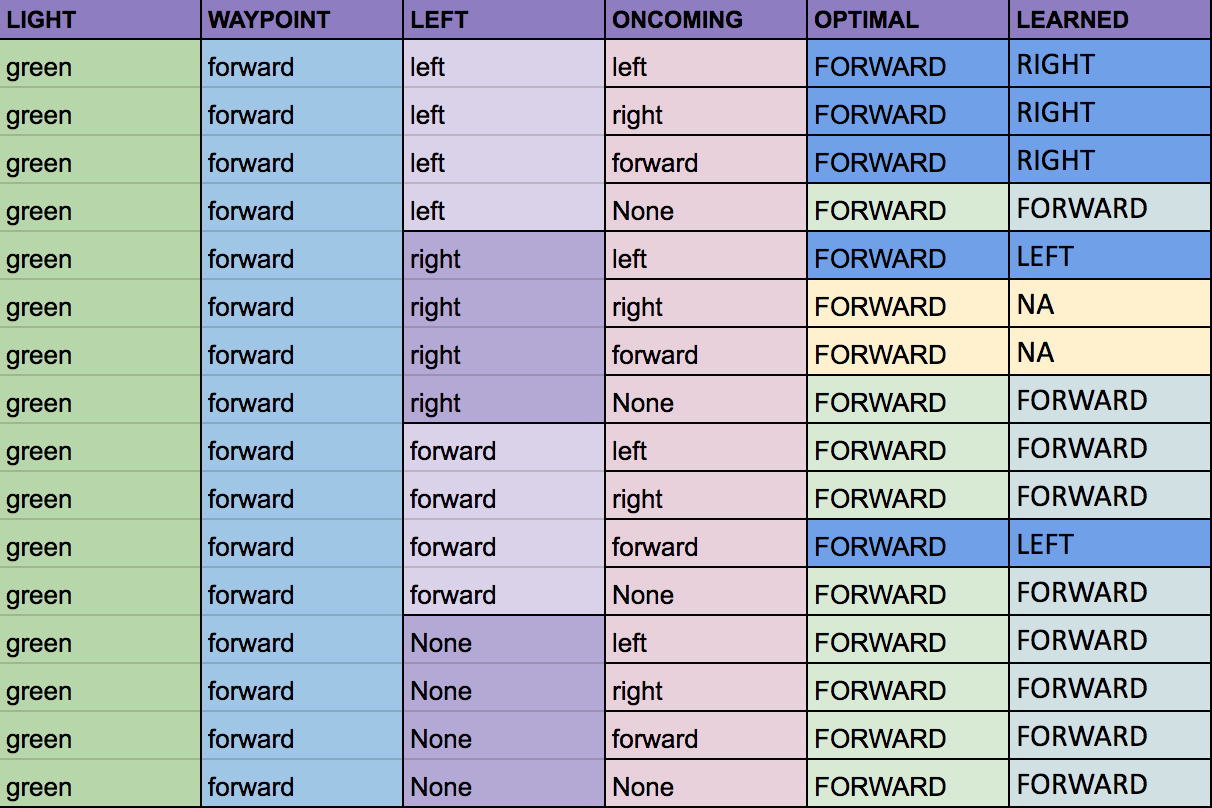 LIGHT WAYPOINT LEFT ONCOMING OPTIMAL LEARNED
green forward left left FORWARD RIGHT
green forward left right FORWARD RIGHT
green forward left forward FORWARD RIGHT
green forward left None FORWARD FORWARD
green forward right left FORWARD LEFT
green forward right right FORWARD NA
green forward right forward FORWARD NA
green forward right None FORWARD FORWARD
green forward forward left FORWARD FORWARD
green forward forward right FORWARD FORWARD
green forward forward forward FORWARD LEFT
green forward forward None FORWARD FORWARD
green forward None left FORWARD FORWARD
green forward None right FORWARD FORWARD
green forward None forward FORWARD FORWARD
green forward None None FORWARD FORWARD